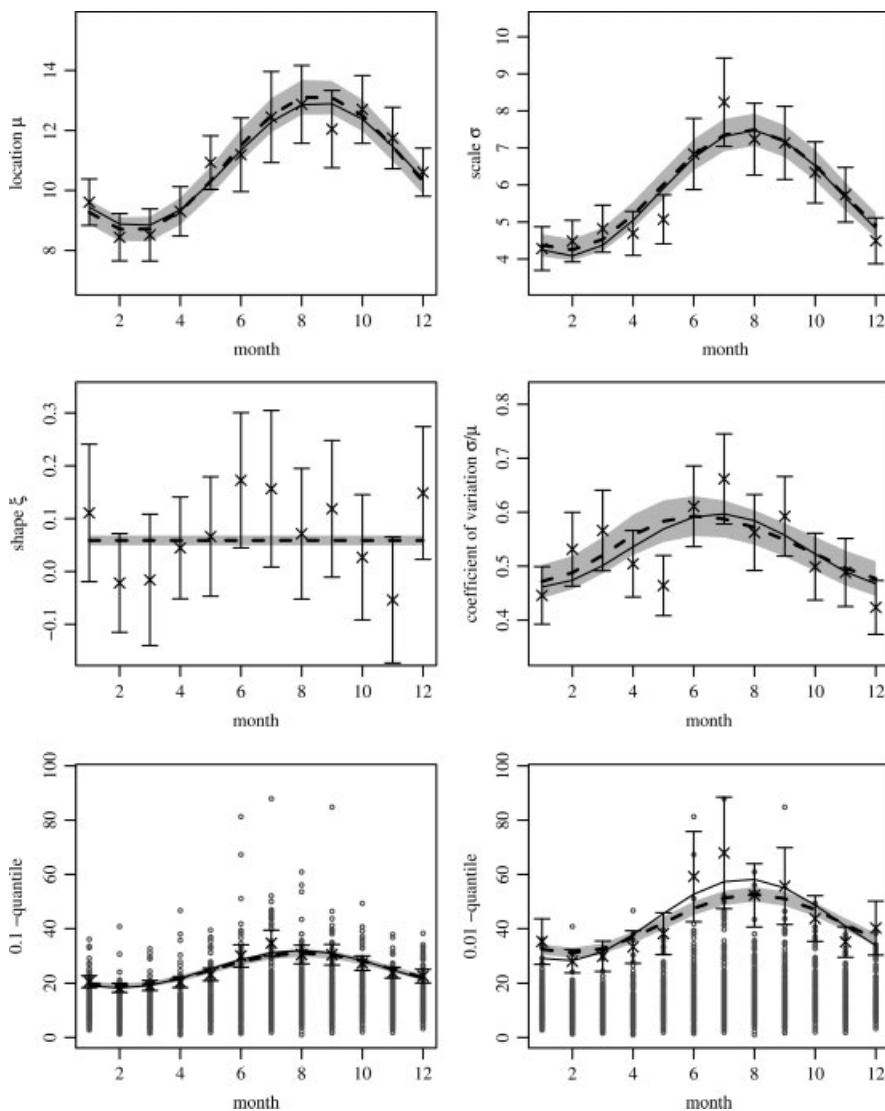 location μ
8 10 12 14
2 4 6 8 10 12
month
scale σ
4 5 6 7 8 9 10
2 4 6 8 10 12
month
shape ξ
−0.1 0.0 0.1 0.2 0.3
2 4 6 8 10 12
month
coefficient of variation σ/μ
0.4 0.5 0.6 0.7 0.8
2 4 6 8 10 12
month
0.1 −quantile
0 20 40 60 80 100
2 4 6 8 10 12
month
0.01 −quantile
0 20 40 60 80 100
2 4 6 8 10 12
month